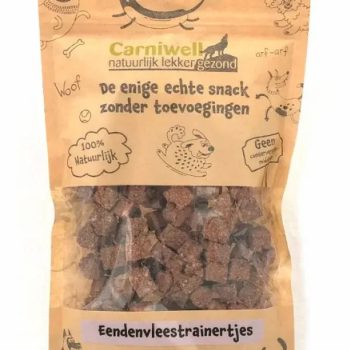 Carniwell
natuurlijk lekker gezond
arf-arf
Woof
De enige echte snack
zonder toevoegingen
100%
Natuurlijk
Geen
Eendenvleestrainertjes